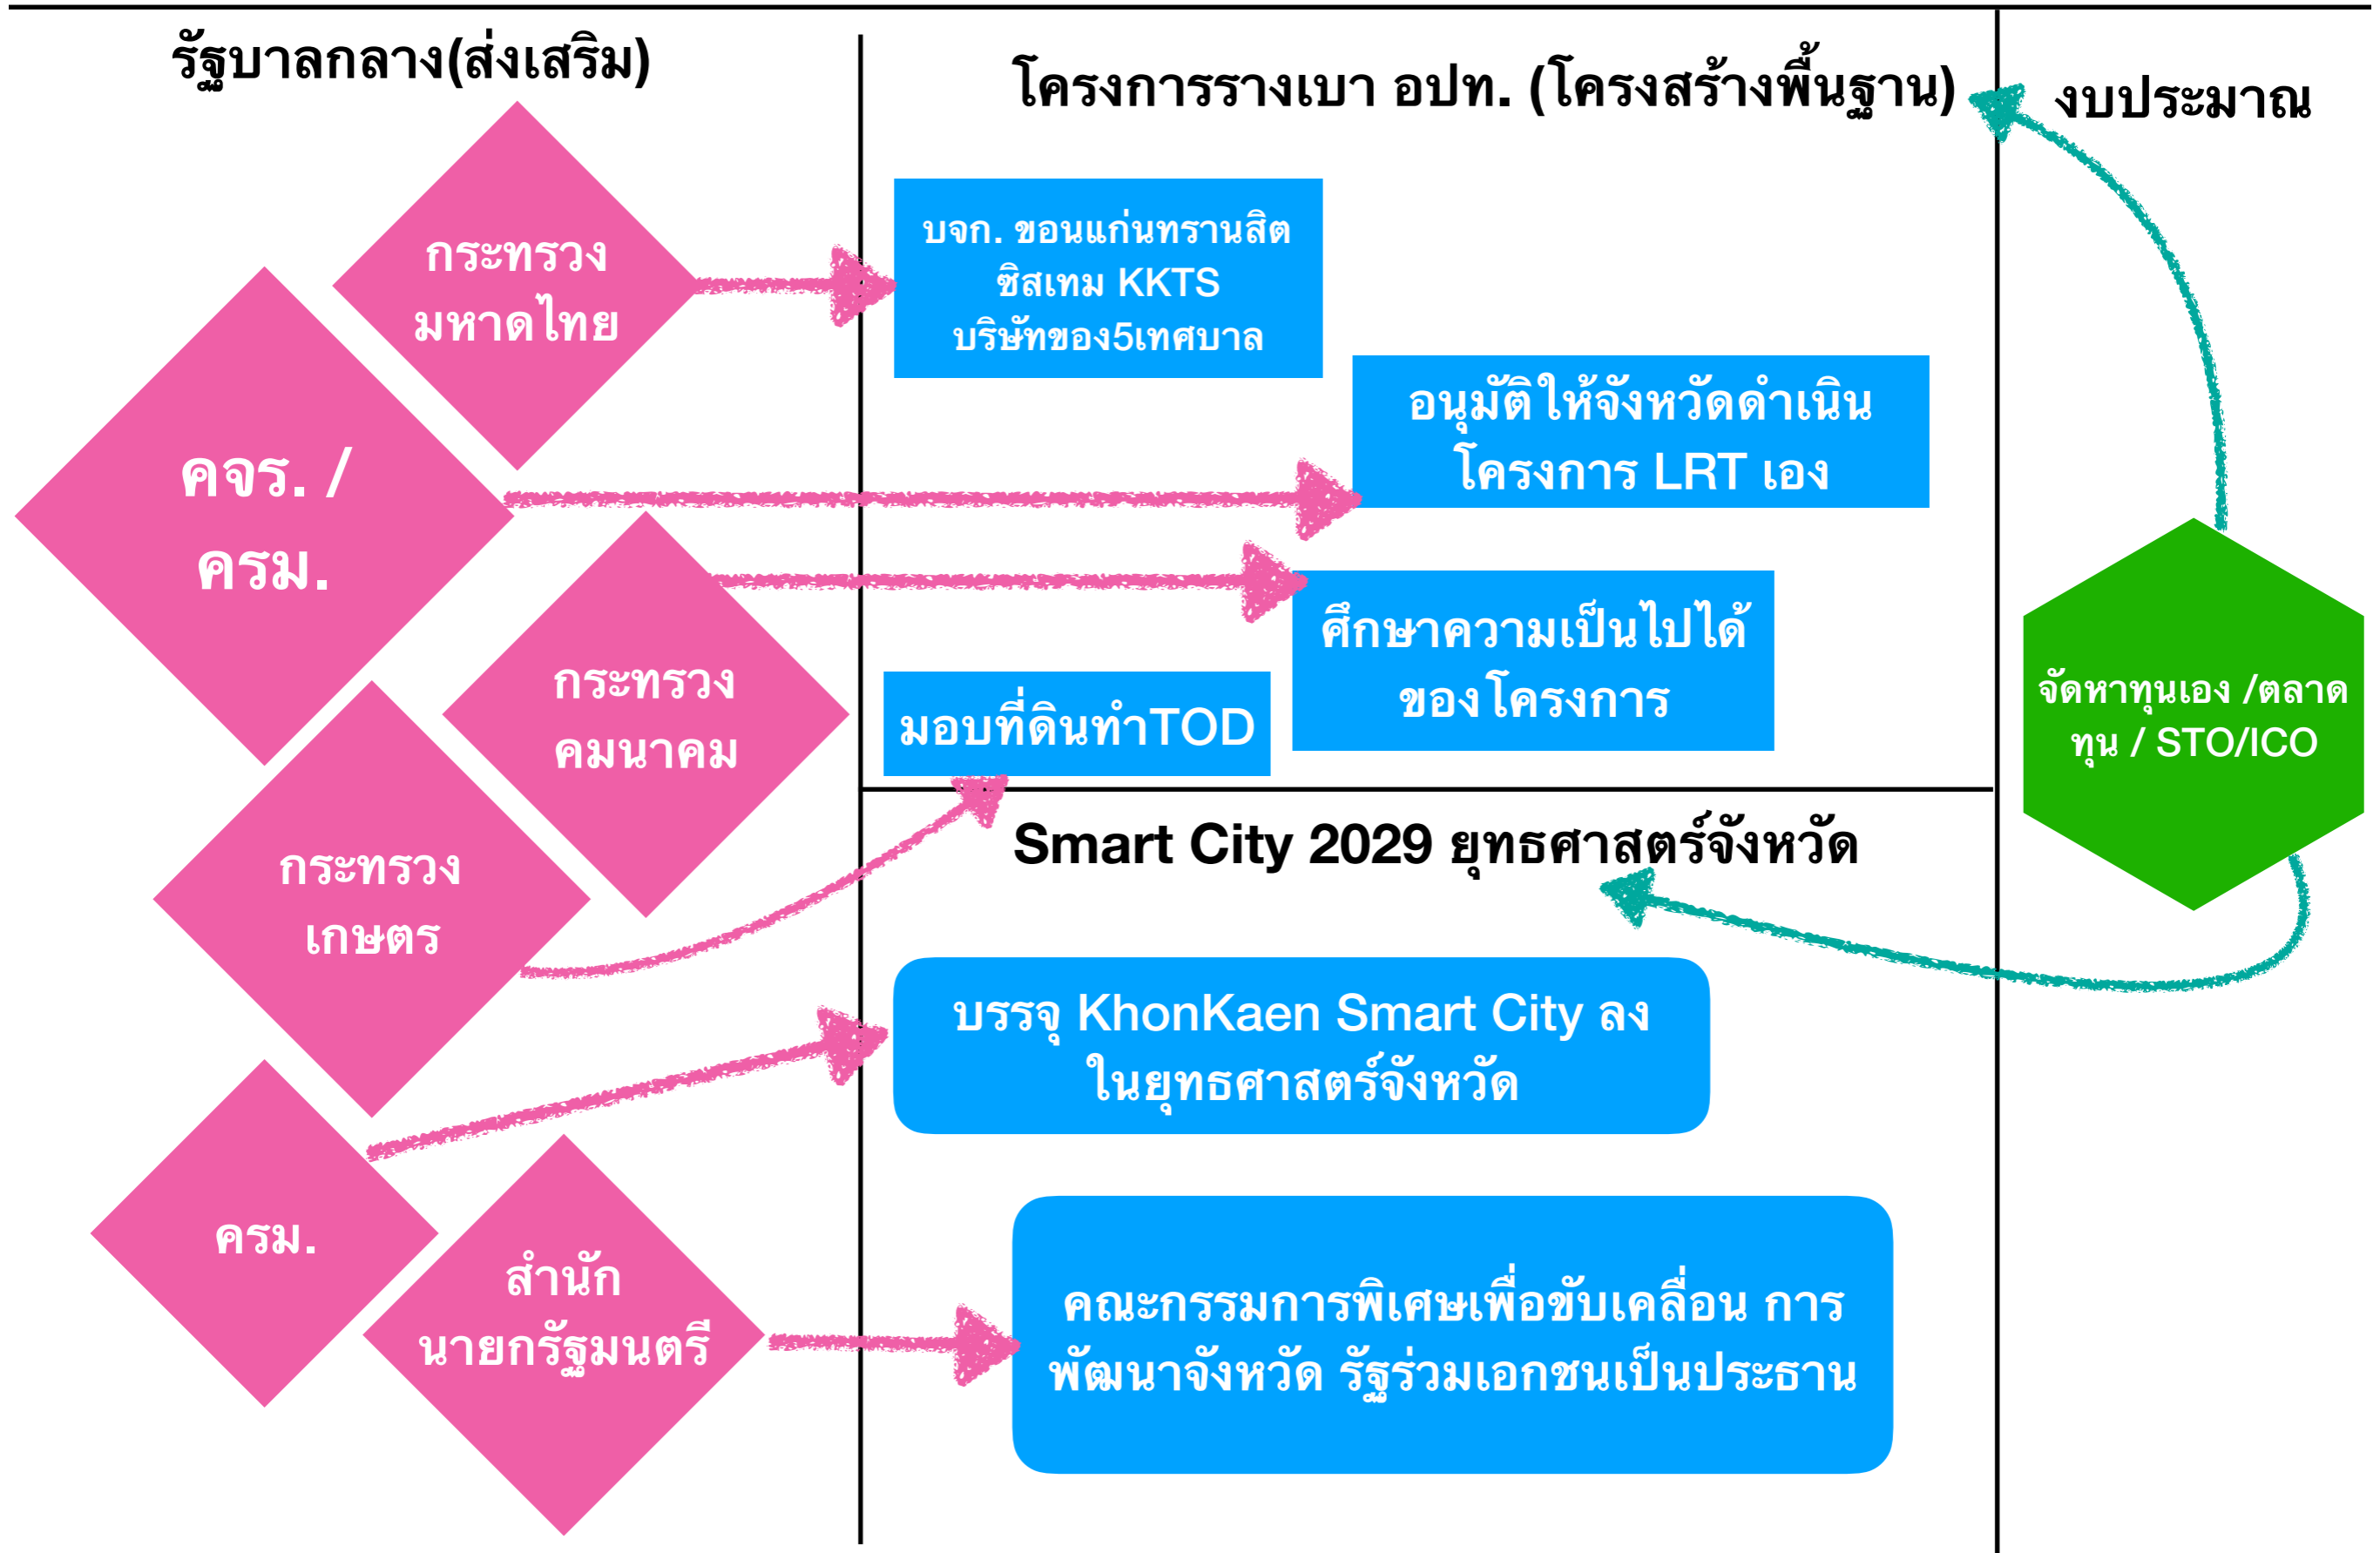 รัฐบาลกลาง(ส่งเสริม)
กระทรวง
มหาดไทย
คจร. /
ครม.
กระทรวง
คมนาคม
กระทรวง
เกษตร
ครม.
สำนัก
นายกรัฐมนตรี
โครงการรางเบา อปท. (โครงสร้างพื้นฐาน)
บจก. ขอนแก่นทรานสิต
ซิสเทม KKTS
บริษัทของ5เทศบาล
อนุมัติให้จังหวัดดำเนิน
โครงการ LRT เอง
ศึกษาความเป็นไปได้
ของโครงการ
มอบที่ดินทำTOD
Smart City 2029 ยุทธศาสตร์จังหวัด
บรรจุ KhonKaen Smart City ลง
ในยุทธศาสตร์จังหวัด
คณะกรรมการพิเศษเพื่อขับเคลื่อน การ
พัฒนาจังหวัด รัฐร่วมเอกชนเป็นประธาน
งบประมาณ
จัดหาทุนเอง /ตลาด
ทุน / STO/ICO